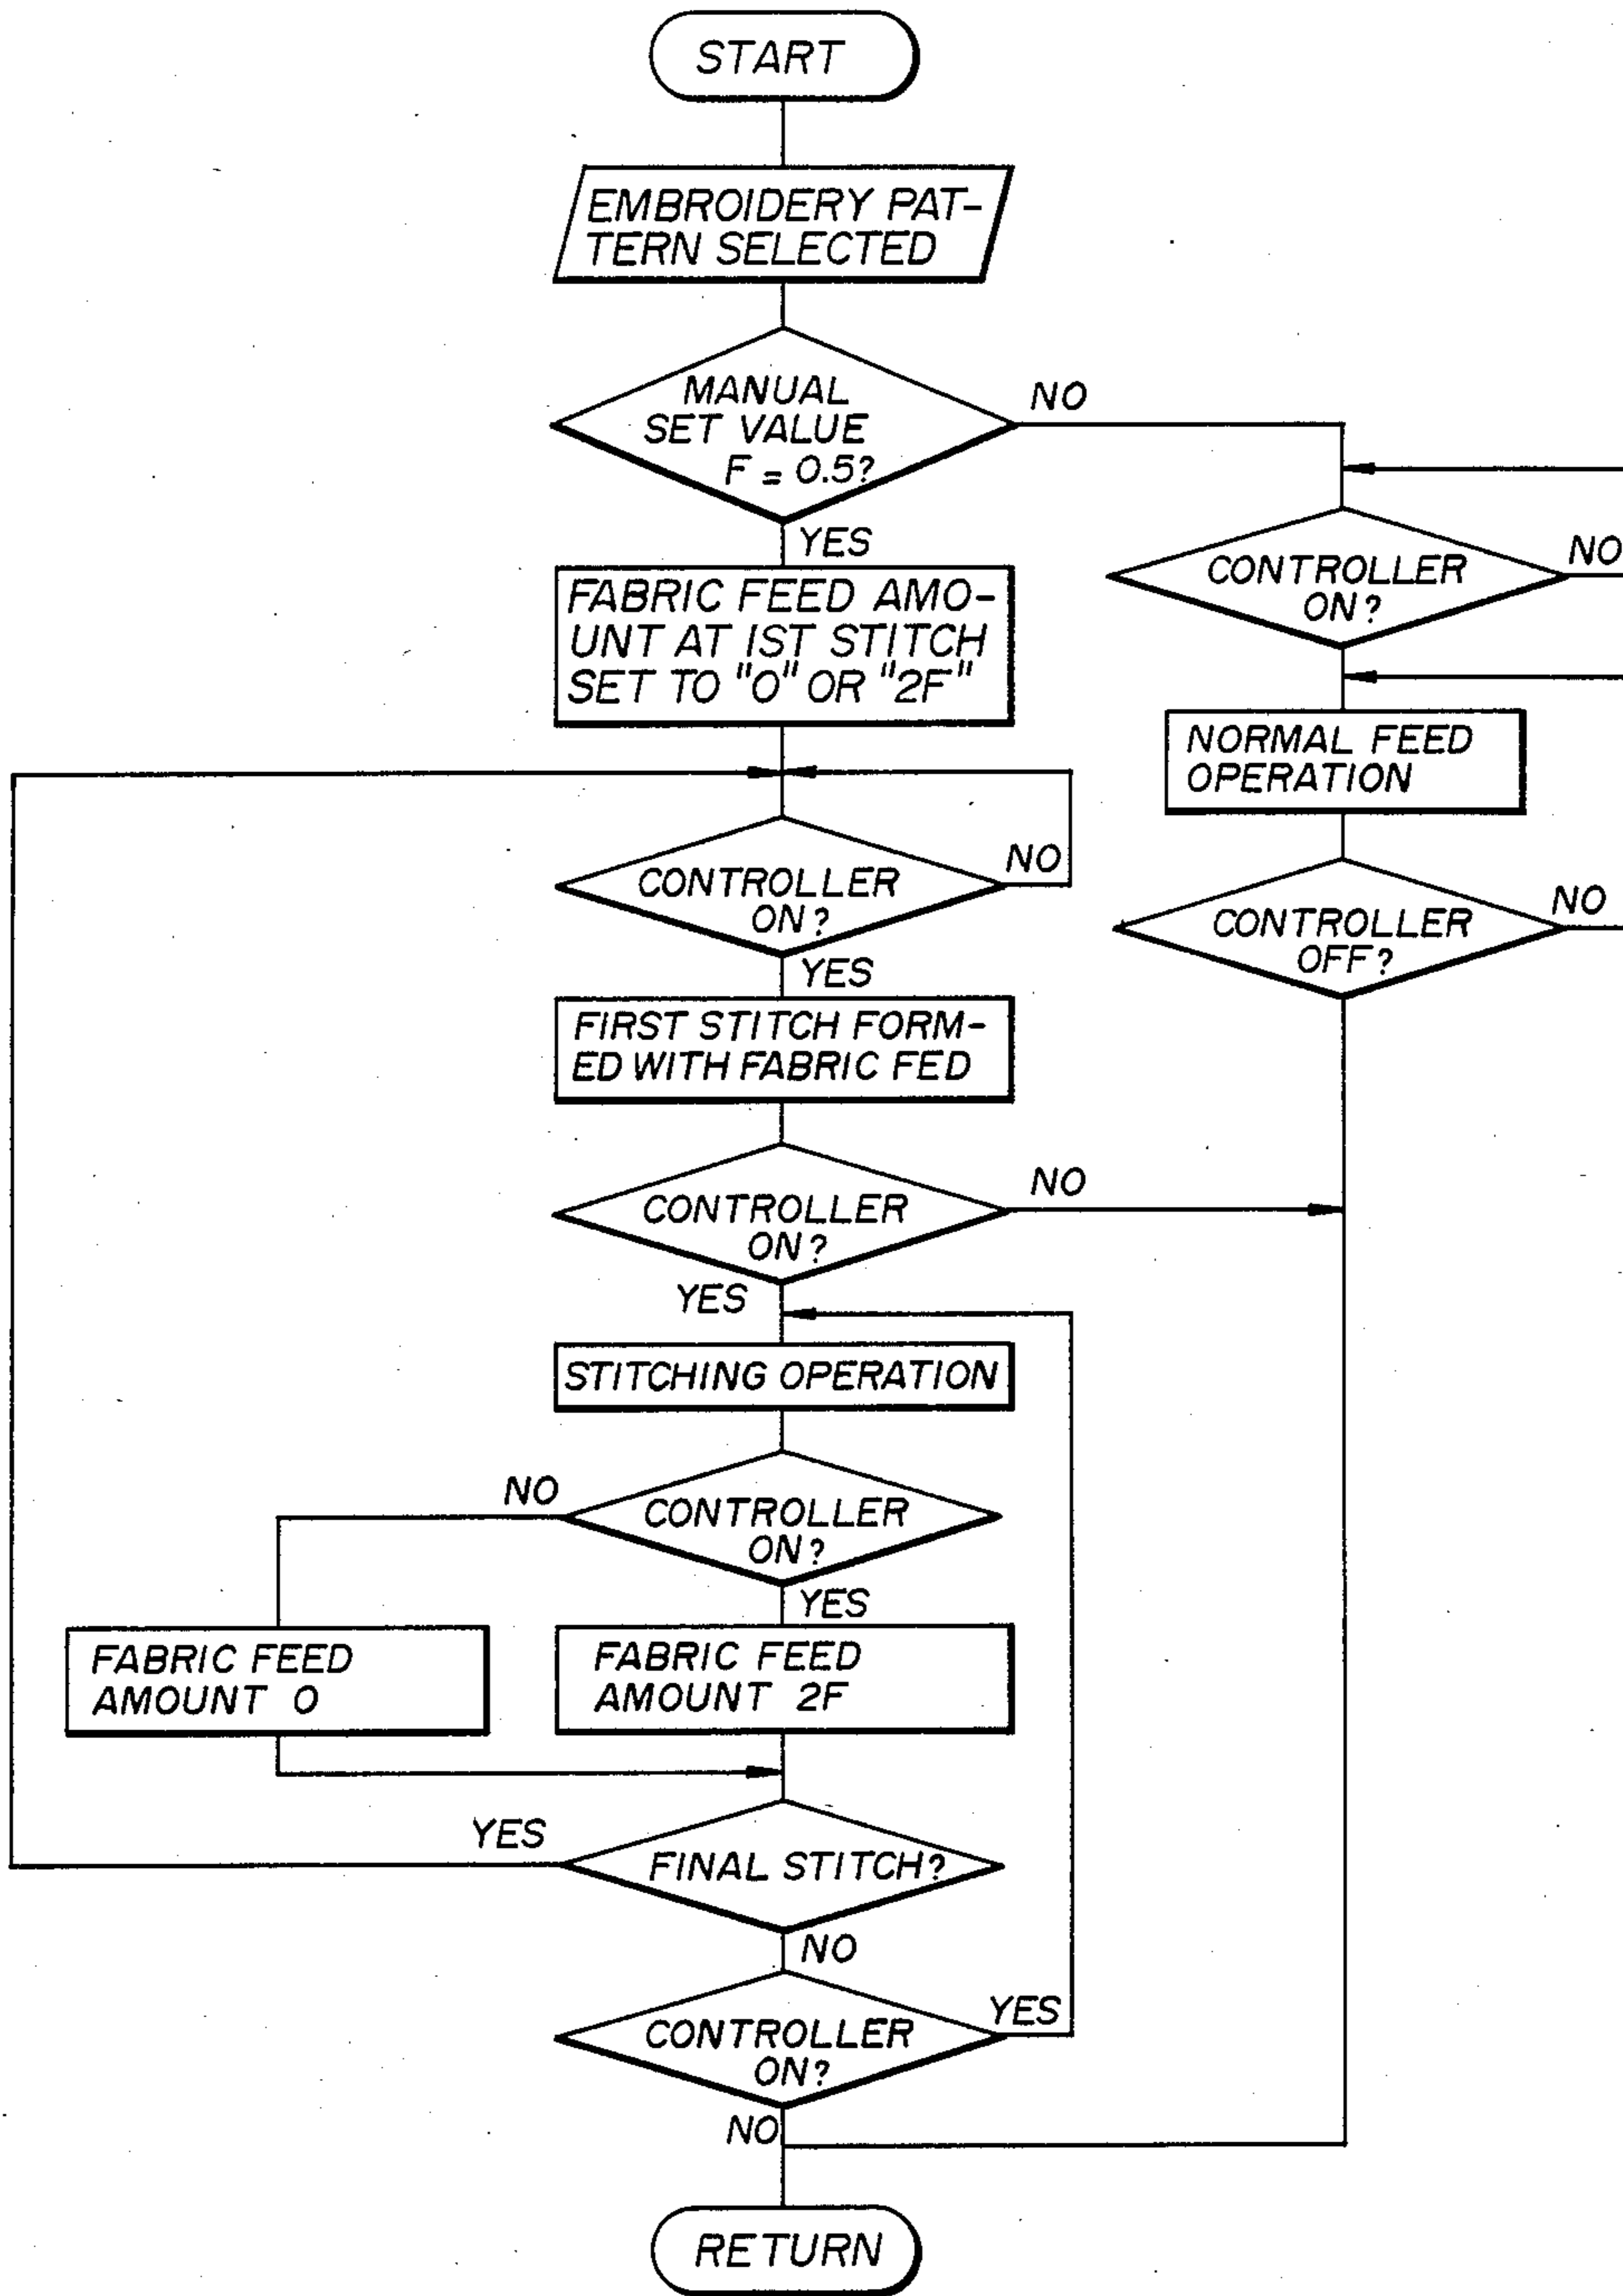 START
EMBROIDERY PAT-
TERN SELECTED
MANUAL
SET VALUE
F = 0.5?
NO
YES
FABRIC FEED AMO-
UNT AT 1ST STITCH
SET TO "0" OR "2F"
CONTROLLER
ON?
NO
YES
FIRST STITCH FORM-
ED WITH FABRIC FED
CONTROLLER
ON?
NO
YES
STITCHING OPERATION
CONTROLLER
ON?
NO
YES
FABRIC FEED
AMOUNT 0
FABRIC FEED
AMOUNT 2F
FINAL STITCH?
YES
NO
CONTROLLER
ON?
YES
NO
RETURN
CONTROLLER
ON?
NO
NORMAL FEED
OPERATION
CONTROLLER
OFF?
NO